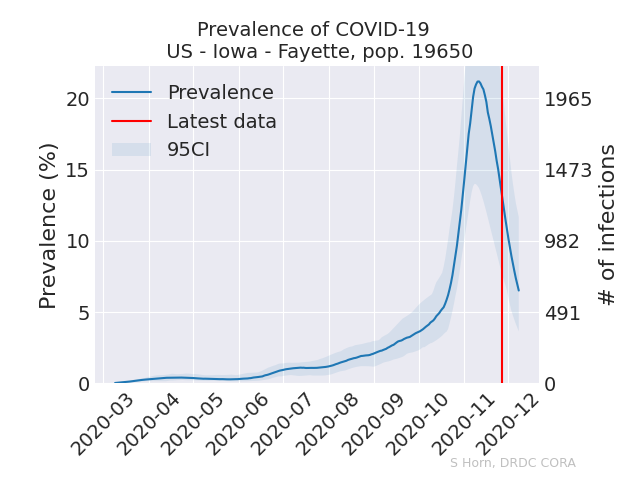 Prevalence of COVID-19
US - Iowa - Fayette, pop. 19650
Prevalence
Latest data
95CI
Prevalence (%)
20
15
10
5
0
# of infections
1965
1473
982
491
0
2020-03
2020-04
2020-05
2020-06
2020-07
2020-08
2020-09
2020-10
2020-11
2020-12
S Horn, DRDC CORA